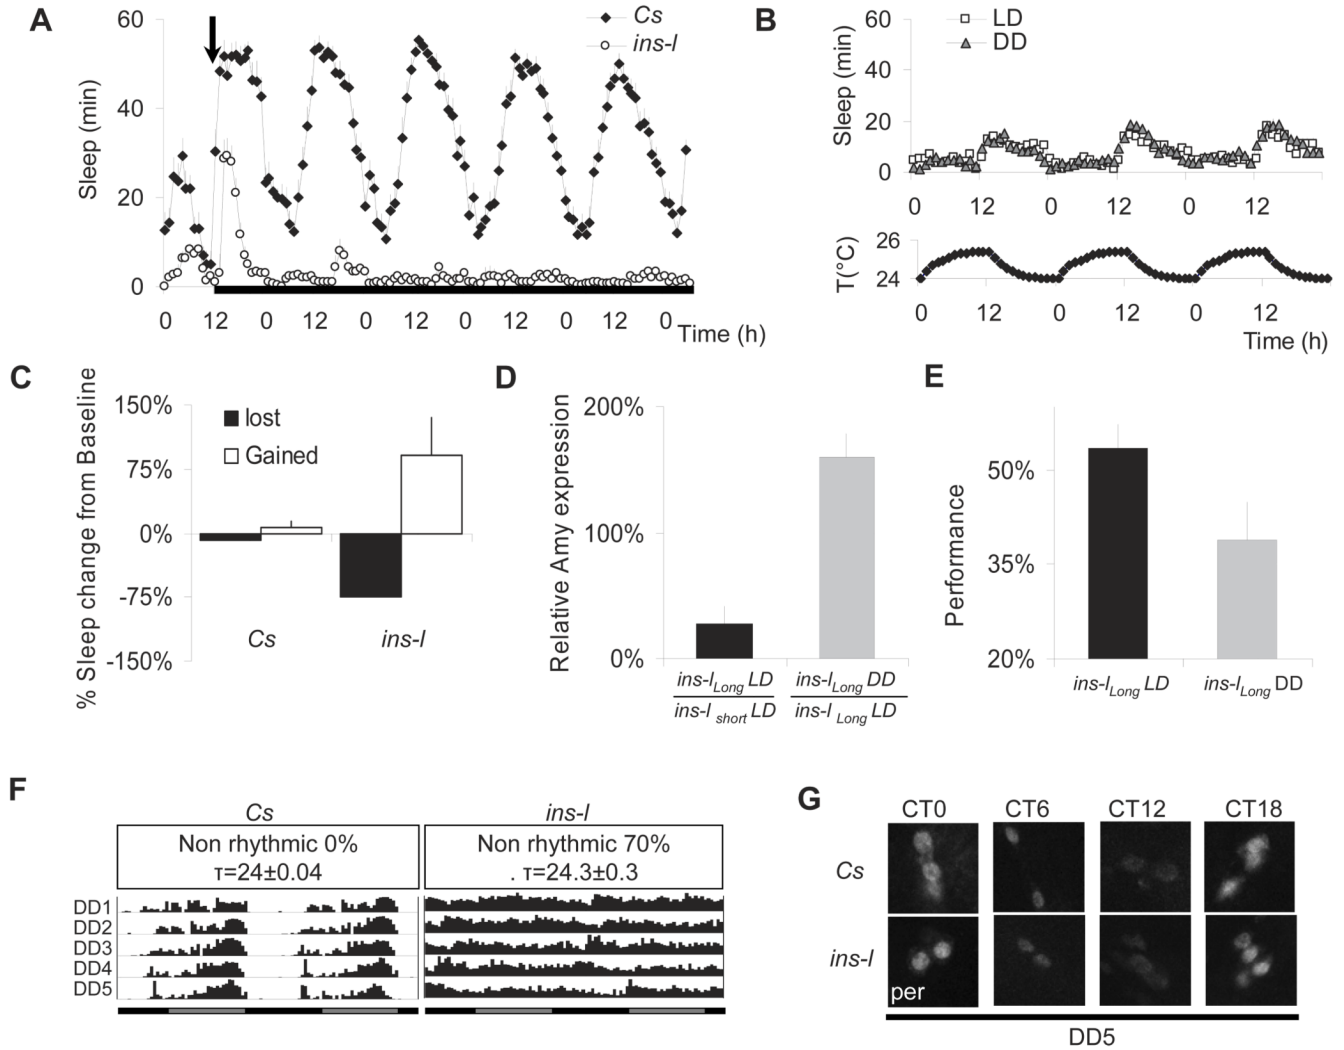 A
60
40
20
0
Sleep (min)
Cs
ins-l
0 12 0 12 0 12 0 12 0 12 0
Time (h)
B
60
40
20
0
Sleep (min)
LD
DD
0 12 0 12 0 12
26
24
T(°C)
0 12 0 12 0 12
Time (h)
C
% Sleep change from Baseline
150%
75%
0%
-75%
-150%
lost
Gained
Cs ins-l
D
Relative Amy expression
200%
100%
0%
ins-l Long LD
ins-l short LD
ins-l Long DD
ins-l Long LD
E
Performance
50%
35%
20%
ins-l Long LD ins-l Long DD
F
Cs
Non rhythmic 0%
τ=24±0.04
ins-l
Non rhythmic 70%
. τ=24.3±0.3
DD1
DD2
DD3
DD4
DD5
G
CT0 CT6 CT12 CT18
Cs
ins-l
per
DD5